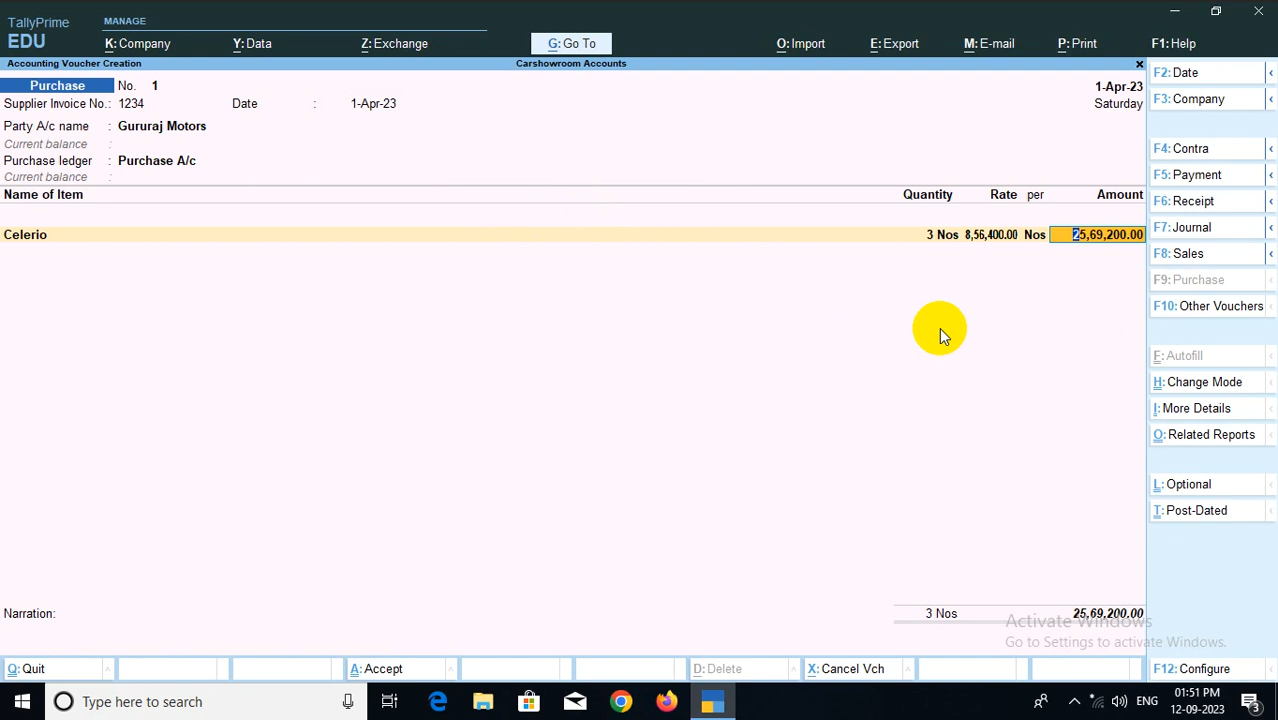 TallyPrime
EDU
MANAGE
K: Company
Y: Data
Z: Exchange
G: Go To
O: Import
E: Export
M: E-mail
P: Print
F1: Help
Accounting Voucher Creation
Carshowroom Accounts
×
Purchase No. 1
1-Apr-23
Supplier Invoice No.: 1234 Date : 1-Apr-23
Saturday
Party A/c name : Gururaj Motors
Current balance :
Purchase ledger : Purchase A/c
Current balance :
Name of Item Quantity Rate per Amount
Celerio 3 Nos 8,56,400.00 Nos 25,69,200.00
Narration: 3 Nos 25,69,200.00
F2: Date
F3: Company
F4: Contra
F5: Payment
F6: Receipt
F7: Journal
F8: Sales
F9: Purchase
F10: Other Vouchers
F: Autofill
H: Change Mode
I: More Details
O: Related Reports
L: Optional
T: Post-Dated
Activate Windows
Go to Settings to activate Windows.
Q: Quit
A: Accept
D: Delete
X: Cancel Vch
F12: Configure
Type here to search
ENG
01:51 PM
12-09-2023
3